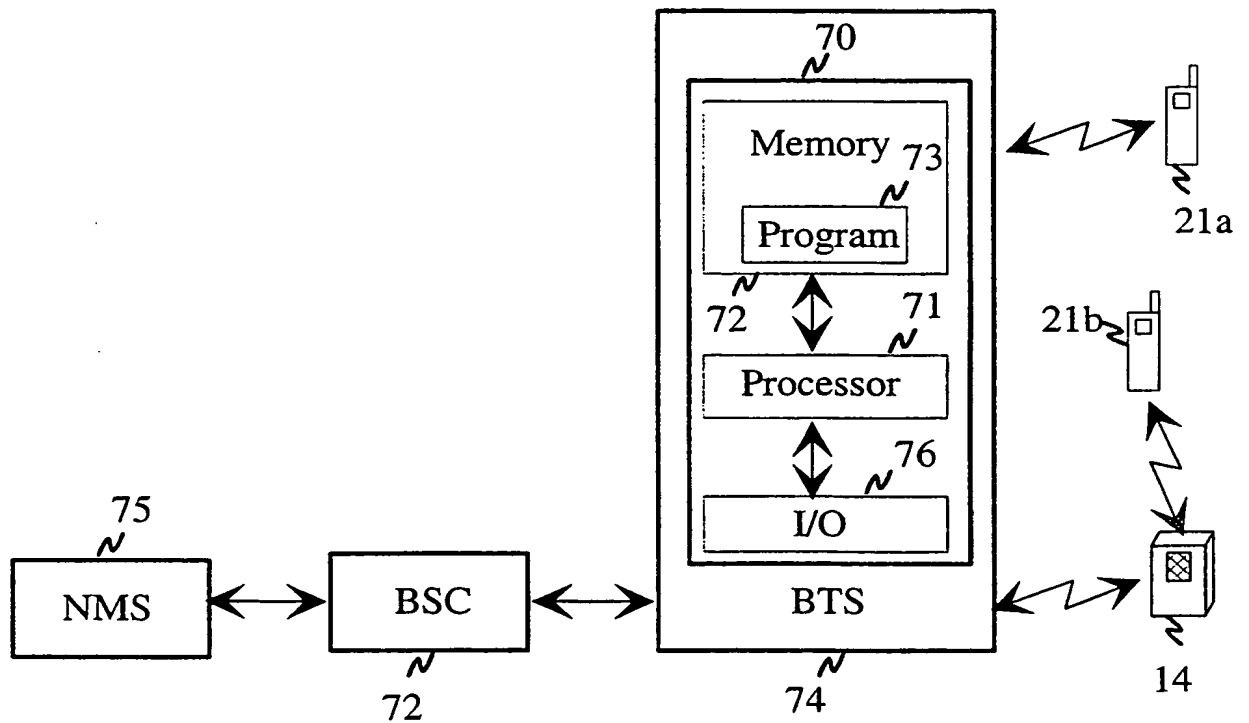 70
Memory
73
Program
72
71
Processor
76
I/O
21a
21b
75
NMS
BSC
72
BTS
74
14